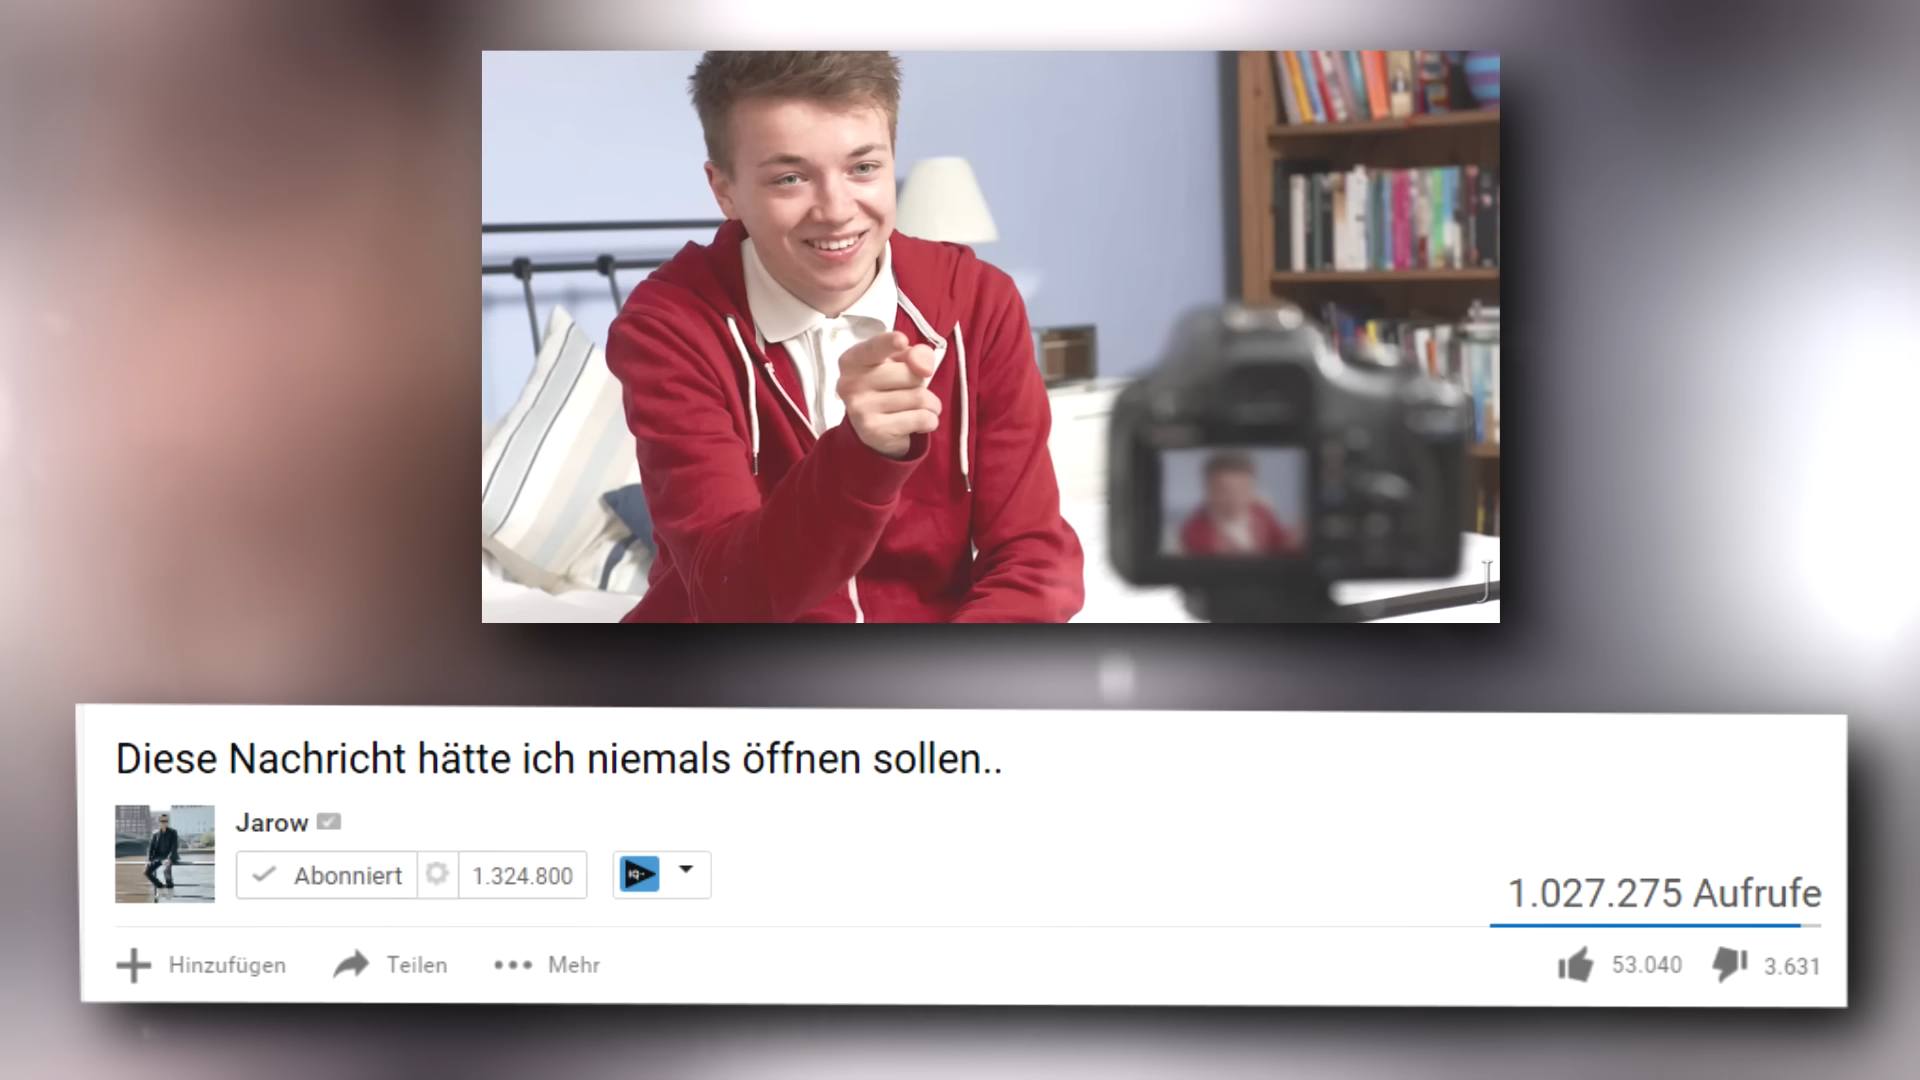 J
Diese Nachricht hätte ich niemals öffnen sollen..
Jarow
Abonniert 1.324.800
1.027.275 Aufrufe
Hinzufügen Teilen Mehr 53.040 3.631